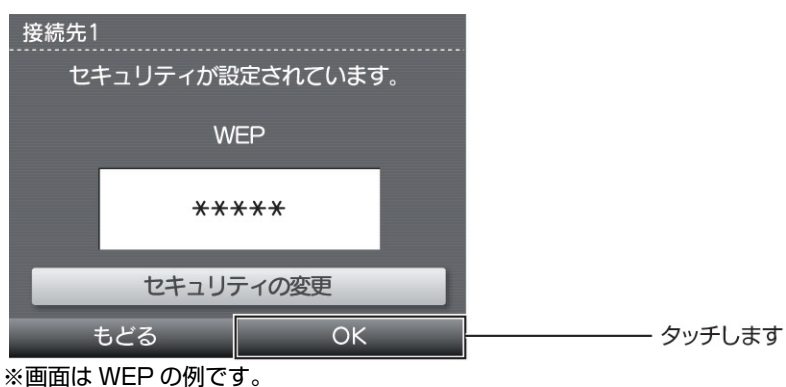 接続先1
セキュリティが設定されています。
WEP
*****
セキュリティの変更
もどる OK タッチします
※画面は WEP の例です。